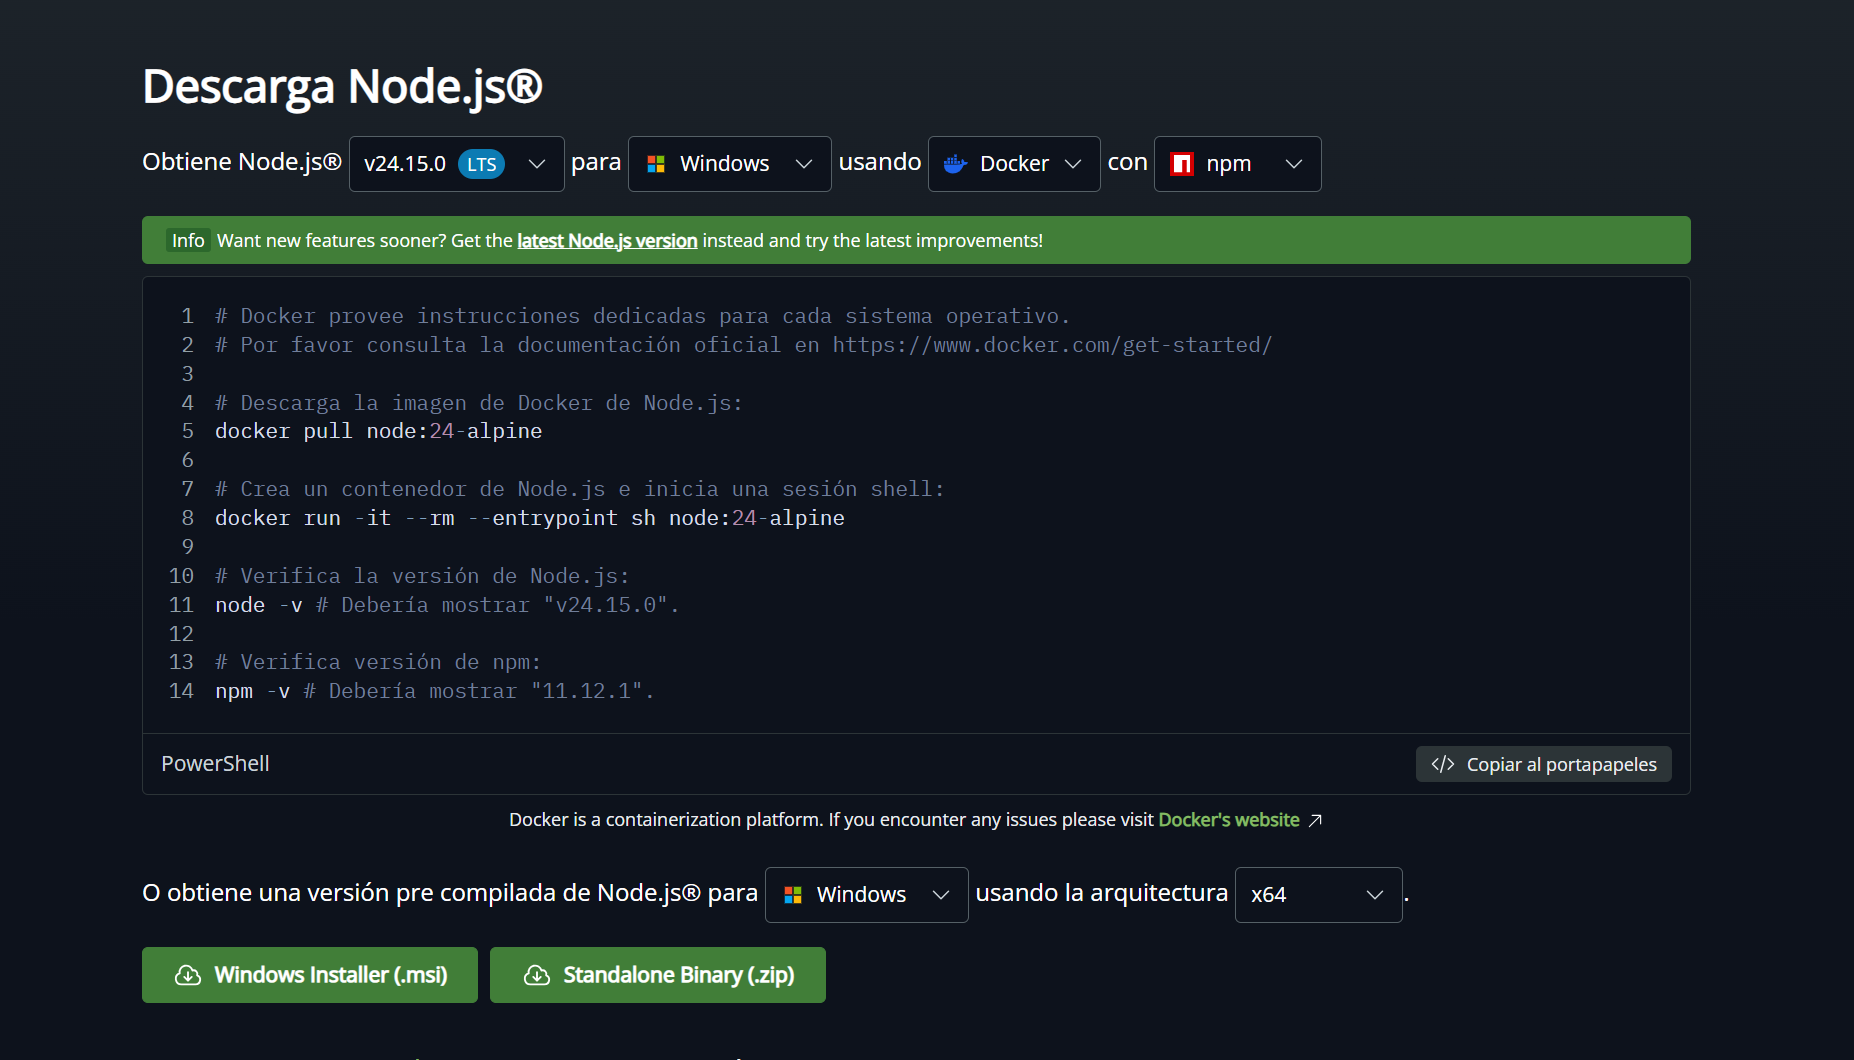 Descarga Node.js®
Obtiene Node.js® v24.15.0 LTS para Windows usando Docker con npm
Info Want new features sooner? Get the latest Node.js version instead and try the latest improvements!
1 # Docker provee instrucciones dedicadas para cada sistema operativo.
2 # Por favor consulta la documentación oficial en https://www.docker.com/get-started/
3
4 # Descarga la imagen de Docker de Node.js:
5 docker pull node:24-alpine
6
7 # Crea un contenedor de Node.js e inicia una sesión shell:
8 docker run -it --rm --entrypoint sh node:24-alpine
9
10 # Verifica la versión de Node.js:
11 node -v # Debería mostrar "v24.15.0".
12
13 # Verifica versión de npm:
14 npm -v # Debería mostrar "11.12.1".
PowerShell
</> Copiar al portapapeles
Docker is a containerization platform. If you encounter any issues please visit Docker's website
O obtiene una versión pre compilada de Node.js® para Windows usando la arquitectura x64 .
Windows Installer (.msi)
Standalone Binary (.zip)